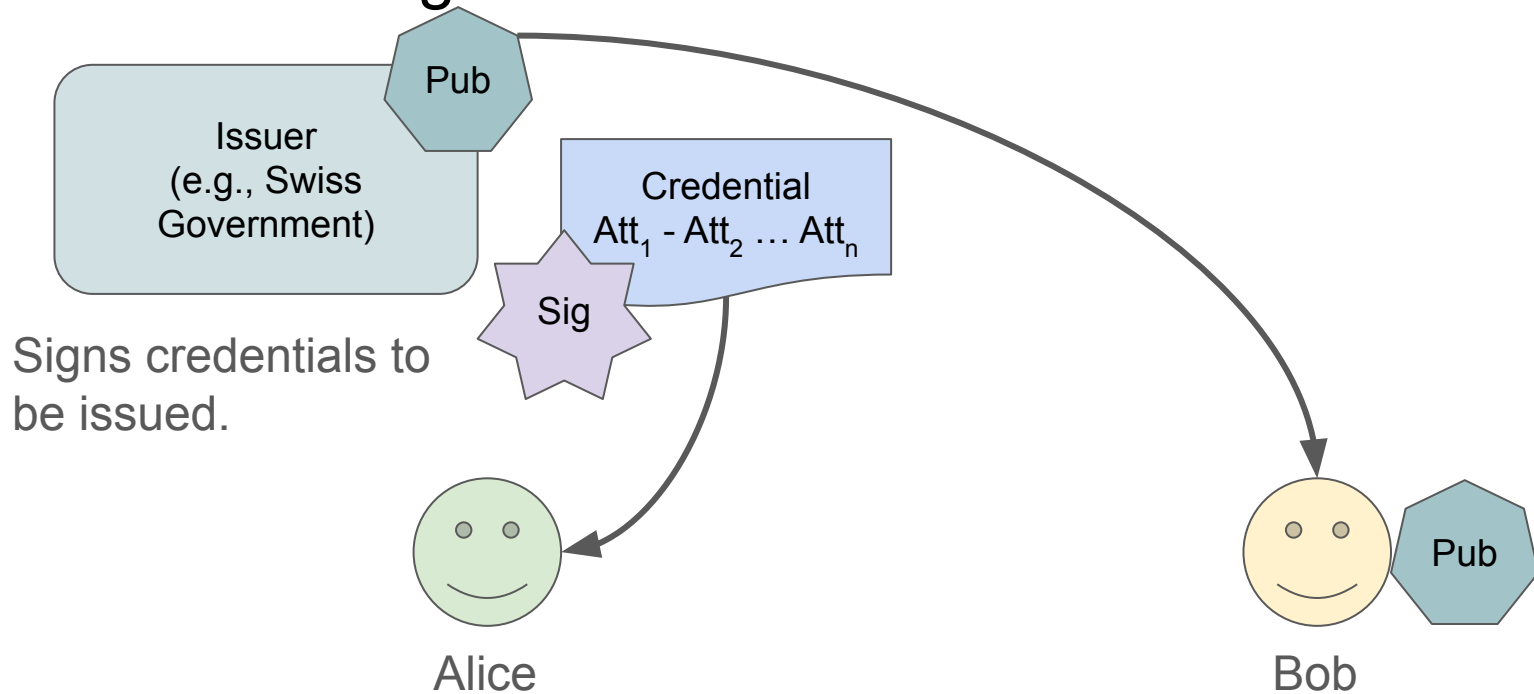 Pub
Issuer
(e.g., Swiss
Government)
Credential
Att₁ - Att₂ … Attₙ
Sig
Signs credentials to
be issued.
Pub
Alice
Bob